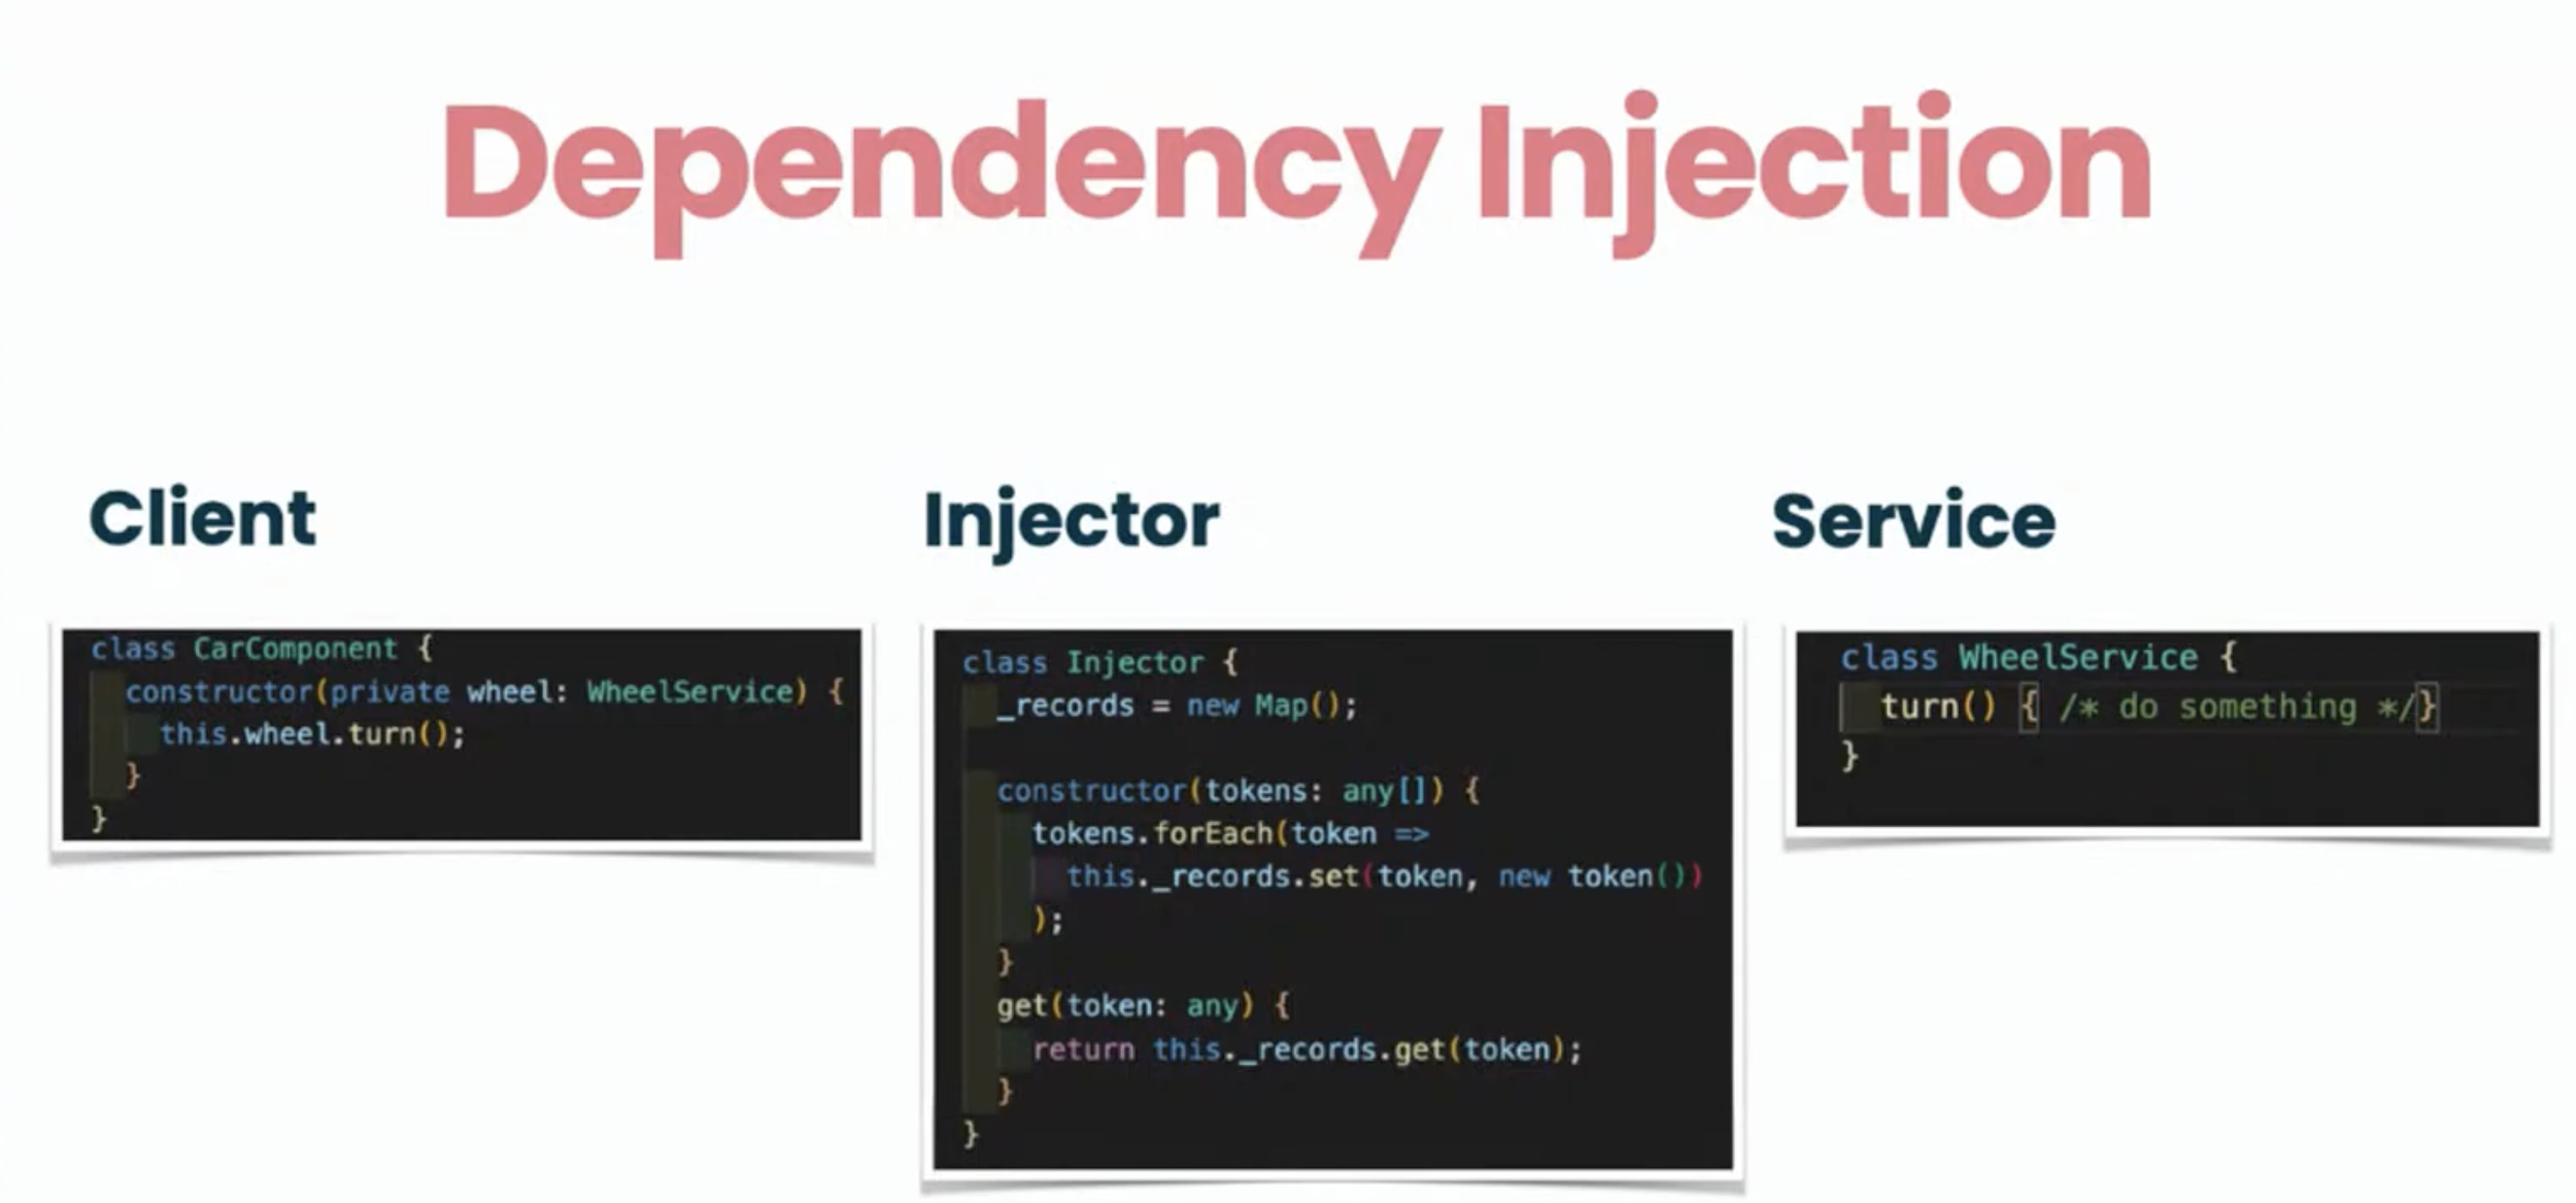 Dependency Injection
Client
class CarComponent {
constructor(private wheel: WheelService) {
this.wheel.turn();
}
}
Injector
class Injector {
_records = new Map();
constructor(tokens: any[]) {
tokens.forEach(token =>
this._records.set(token, new token())
);
}
get(token: any) {
return this._records.get(token);
}
}
Service
class WheelService {
turn() { /* do something */}
}